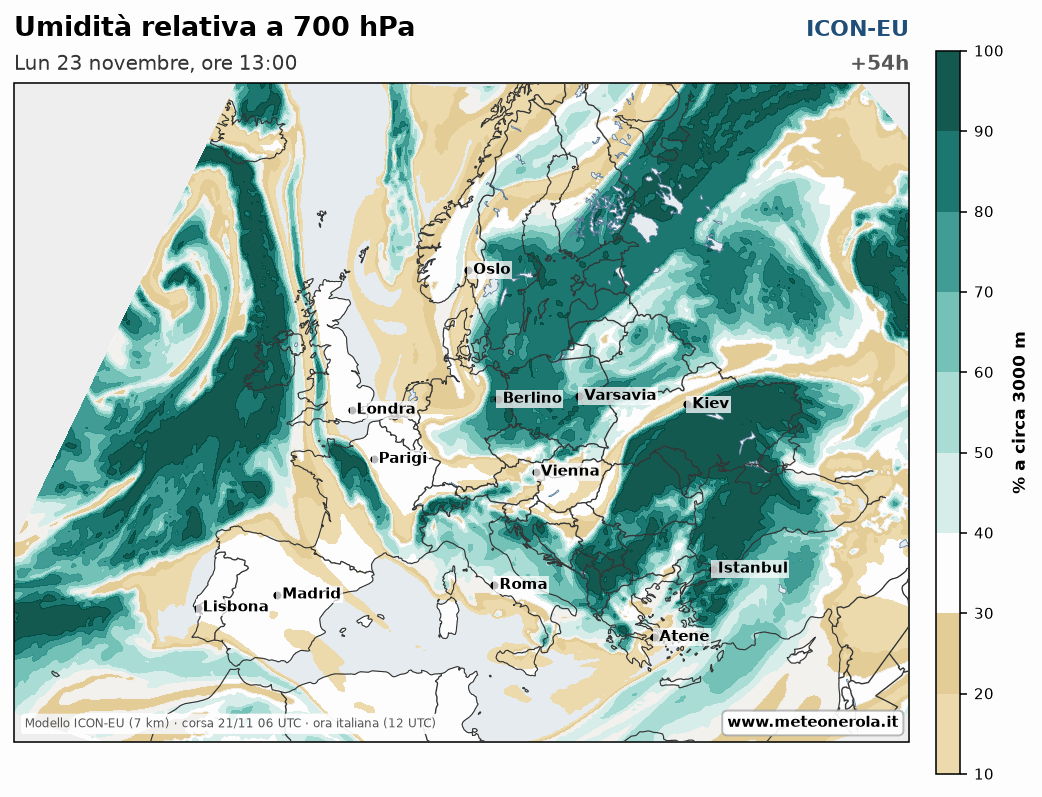 Umidità relativa a 700 hPa
ICON-EU
Lun 23 novembre, ore 13:00
+54h
100
90
80
70
60
50
40
30
20
10
% a circa 3000 m
Oslo
Berlino
Varsavia
Kiev
Londra
Parigi
Vienna
Istanbul
Roma
Madrid
Lisbona
Atene
Modello ICON-EU (7 km) · corsa 21/11 06 UTC · ora italiana (12 UTC)
www.meteonerola.it